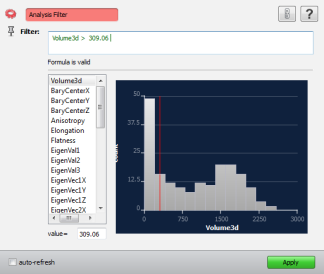 Analysis Filter
?
Filter:
Volume3d > 309.06
Formula is valid
Volume3d
BaryCenterX
BaryCenterY
BaryCenterZ
Anisotropy
Elongation
Flatness
EigenVal1
EigenVal2
EigenVal3
EigenVec1X
EigenVec1Y
EigenVec1Z
EigenVec2X
value= 309.06
Count
50
37.5
25
12.5
0
0 750 1500 2250 3000
Volume3d
auto-refresh
Apply